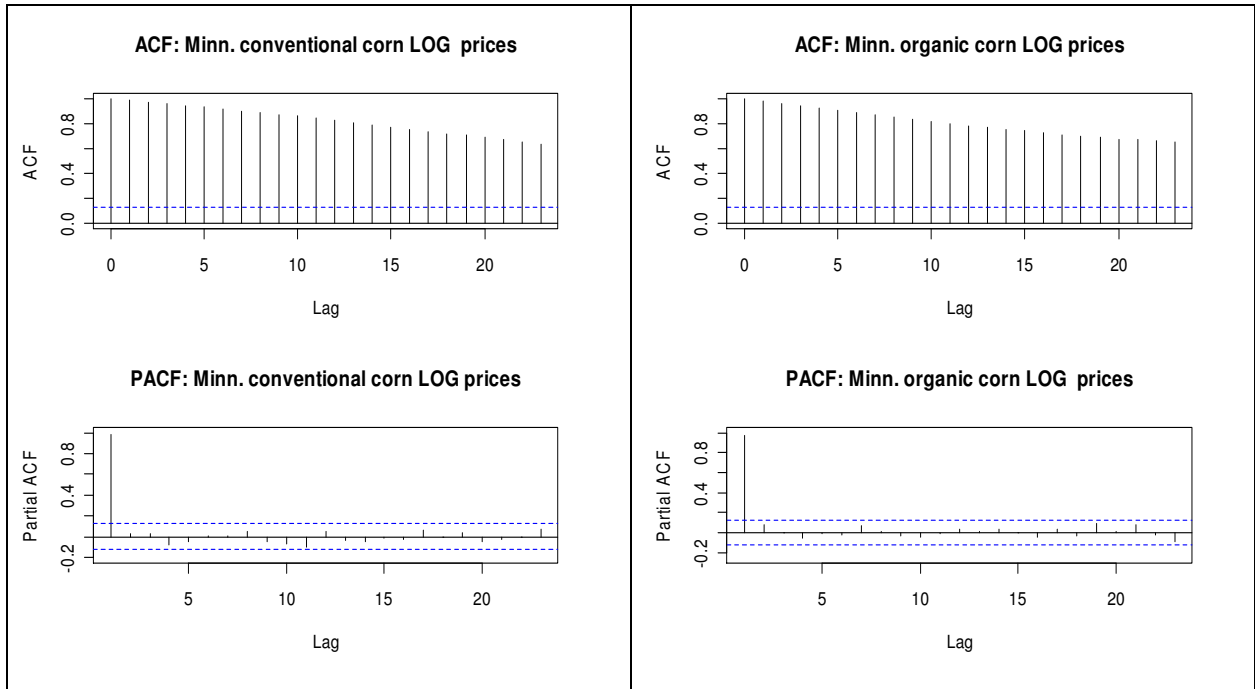 ACF: Minn. conventional corn LOG prices
ACF
0.0 0.4 0.8
0 5 10 15 20
Lag
ACF: Minn. organic corn LOG prices
ACF
0.0 0.4 0.8
0 5 10 15 20
Lag
PACF: Minn. conventional corn LOG prices
Partial ACF
-0.2 0.4 0.8
5 10 15 20
Lag
PACF: Minn. organic corn LOG prices
Partial ACF
-0.2 0.4 0.8
5 10 15 20
Lag